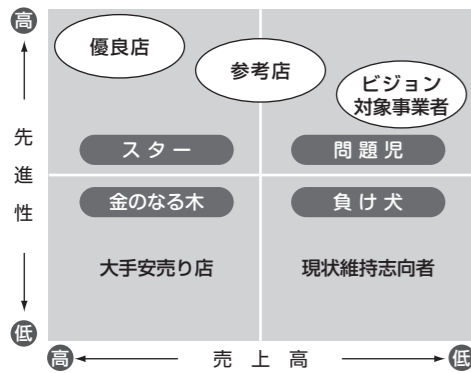 高
優良店
参考店
ビジョン
対象事業者
先進性
スター
問題児
金のなる木
負け犬
大手安売り店
現状維持志向者
低
高
売上高
低